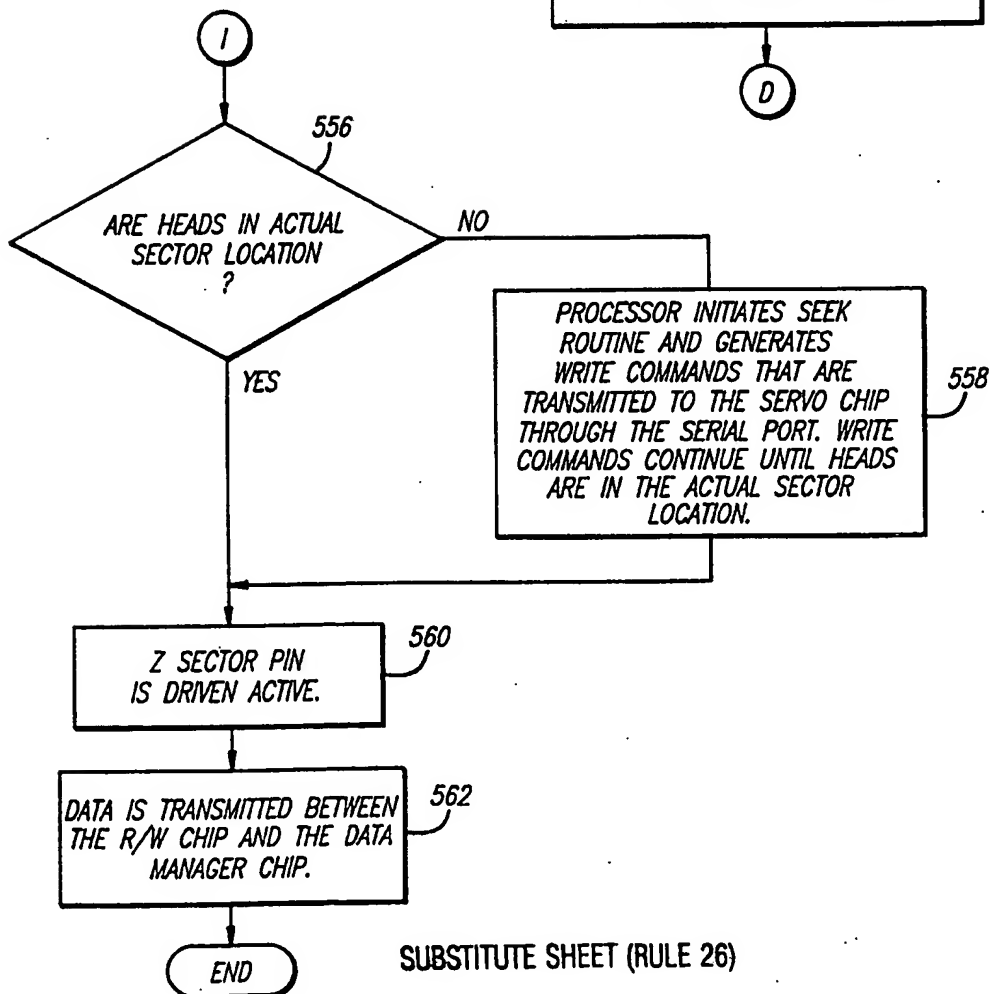 I
D
556
ARE HEADS IN ACTUAL
SECTOR LOCATION
?
NO
YES
PROCESSOR INITIATES SEEK
ROUTINE AND GENERATES
WRITE COMMANDS THAT ARE
TRANSMITTED TO THE SERVO CHIP
THROUGH THE SERIAL PORT. WRITE
COMMANDS CONTINUE UNTIL HEADS
ARE IN THE ACTUAL SECTOR
LOCATION.
558
Z SECTOR PIN
IS DRIVEN ACTIVE.
560
DATA IS TRANSMITTED BETWEEN
THE R/W CHIP AND THE DATA
MANAGER CHIP.
562
END
SUBSTITUTE SHEET (RULE 26)